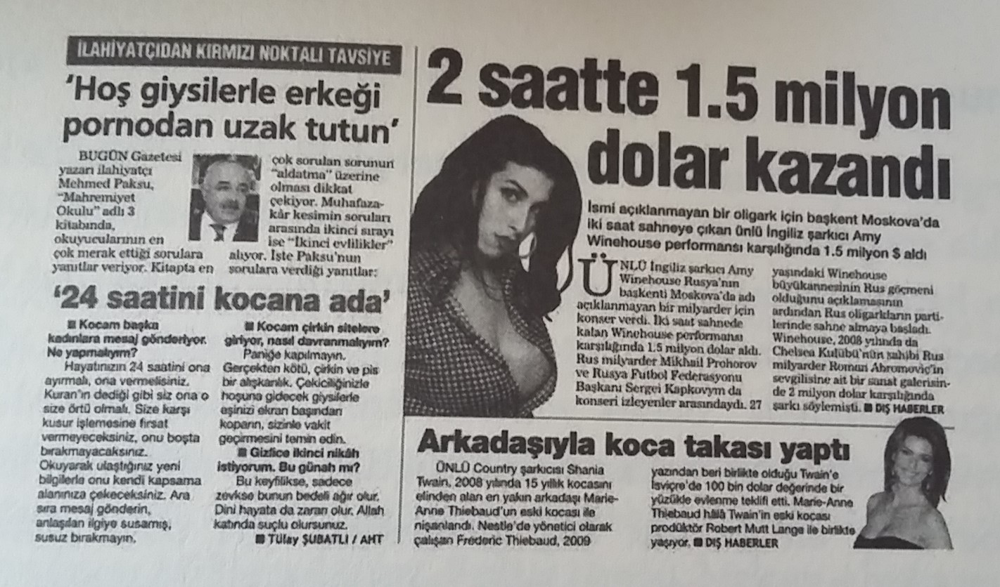 İLAHİYATÇIDAN KIRMIZI NOKTALI TAVSİYE
'Hoş giysilerle erkeği
pornodan uzak tutun'
BUGÜN Gazetesi
yazarı ilahiyatçı
Mehmed Paksu,
"Mahremiyet
Okulu" adlı 3
kitabında,
okuyucularının en
çok merak ettiği sorulara
yanıtlar veriyor. Kitapta en
çok sorulan sorunun
"aldatma" üzerine
olması dikkat
çekiyor. Muhafaza-
kâr kesimin soruları
arasında ikinci sırayı
ise "İkinci evlilikler"
alıyor. İşte Paksu'nun
sorulara verdiği yanıtlar:
'24 saatini kocana ada'
■ Kocam başka
kadınlara mesaj gönderiyor.
Ne yapmalıyım?
Hayatınızın 24 saatini ona
ayırmalı, ona vermelisiniz.
Kuran'ın dediği gibi siz ona o
size örtü olmalı. Size karşı
kusur işlemesine fırsat
vermeyeceksiniz, onu boşta
bırakmayacaksınız.
Okuyarak ulaştığınız yeni
bilgilerle onu kendi kapsama
alanınıza çekeceksiniz. Ara
sıra mesaj gönderin,
anlaşılan ilgiye susamış,
susuz bırakmayın.
■ Kocam çirkin sitelere
giriyor, nasıl davranmalıyım?
Paniğe kapılmayın.
Gerçekten kötü, çirkin ve pis
bir alışkanlık. Çekiciliğinizle
hoşuna gidecek giysilerle
eşinizi ekran başından
koparın, sizinle vakit
geçirmesini temin edin.
■ Gizlice ikinci nikâh
istiyorum. Bu günah mı?
Bu keyfilikse, sadece
zevkse bunun bedeli ağır olur.
Dini hayata da zararı olur. Allah
katında suçlu olursunuz.
■ Tülay ŞUBATLI / AHT
2 saatte 1.5 milyon
dolar kazandı
İsmi açıklanmayan bir oligark için başkent Moskova'da
iki saat sahneye çıkan ünlü İngiliz şarkıcı Amy
Winehouse performansı karşılığında 1.5 milyon $ aldı
ÜNLÜ İngiliz şarkıcı Amy
Winehouse Rusya'nın
başkenti Moskova'da adı
açıklanmayan bir milyarder için
konser verdi. İki saat sahnede
kalan Winehouse performansı
karşılığında 1.5 milyon dolar aldı.
Rus milyarder Mikhail Prohorov
ve Rusya Futbol Federasyonu
Başkanı Sergei Kapkovym da
konseri izleyenler arasındaydı. 27
yaşındaki Winehouse
büyükannesinin Rus göçmeni
olduğunu açıklamasının
ardından Rus oligarkların parti-
lerinde sahne almaya başladı.
Winehouse, 2008 yılında da
Chelsea Kulübü'nün sahibi Rus
milyarder Roman Abromoviç'in
sevgilisine ait bir sanat galerisin-
de 2 milyon dolar karşılığında
şarkı söylemişti. ■ DIŞ HABERLER
Arkadaşıyla koca takası yaptı
ÜNLÜ Country şarkıcısı Shania
Twain, 2008 yılında 15 yıllık kocasını
elinden alan en yakın arkadaşı Marie-
Anne Thiebaud'un eski kocası ile
nişanlandı. Nestle'de yönetici olarak
çalışan Frederic Thiebaud, 2009
yazından beri birlikte olduğu Twain'e
İsviçre'de 100 bin dolar değerinde bir
yüzükle evlenme teklifi etti. Marie-Anne
Thiebaud hâlâ Twain'in eski kocası
prodüktör Robert Mutt Lange ile birlikte
yaşıyor. ■ DIŞ HABERLER